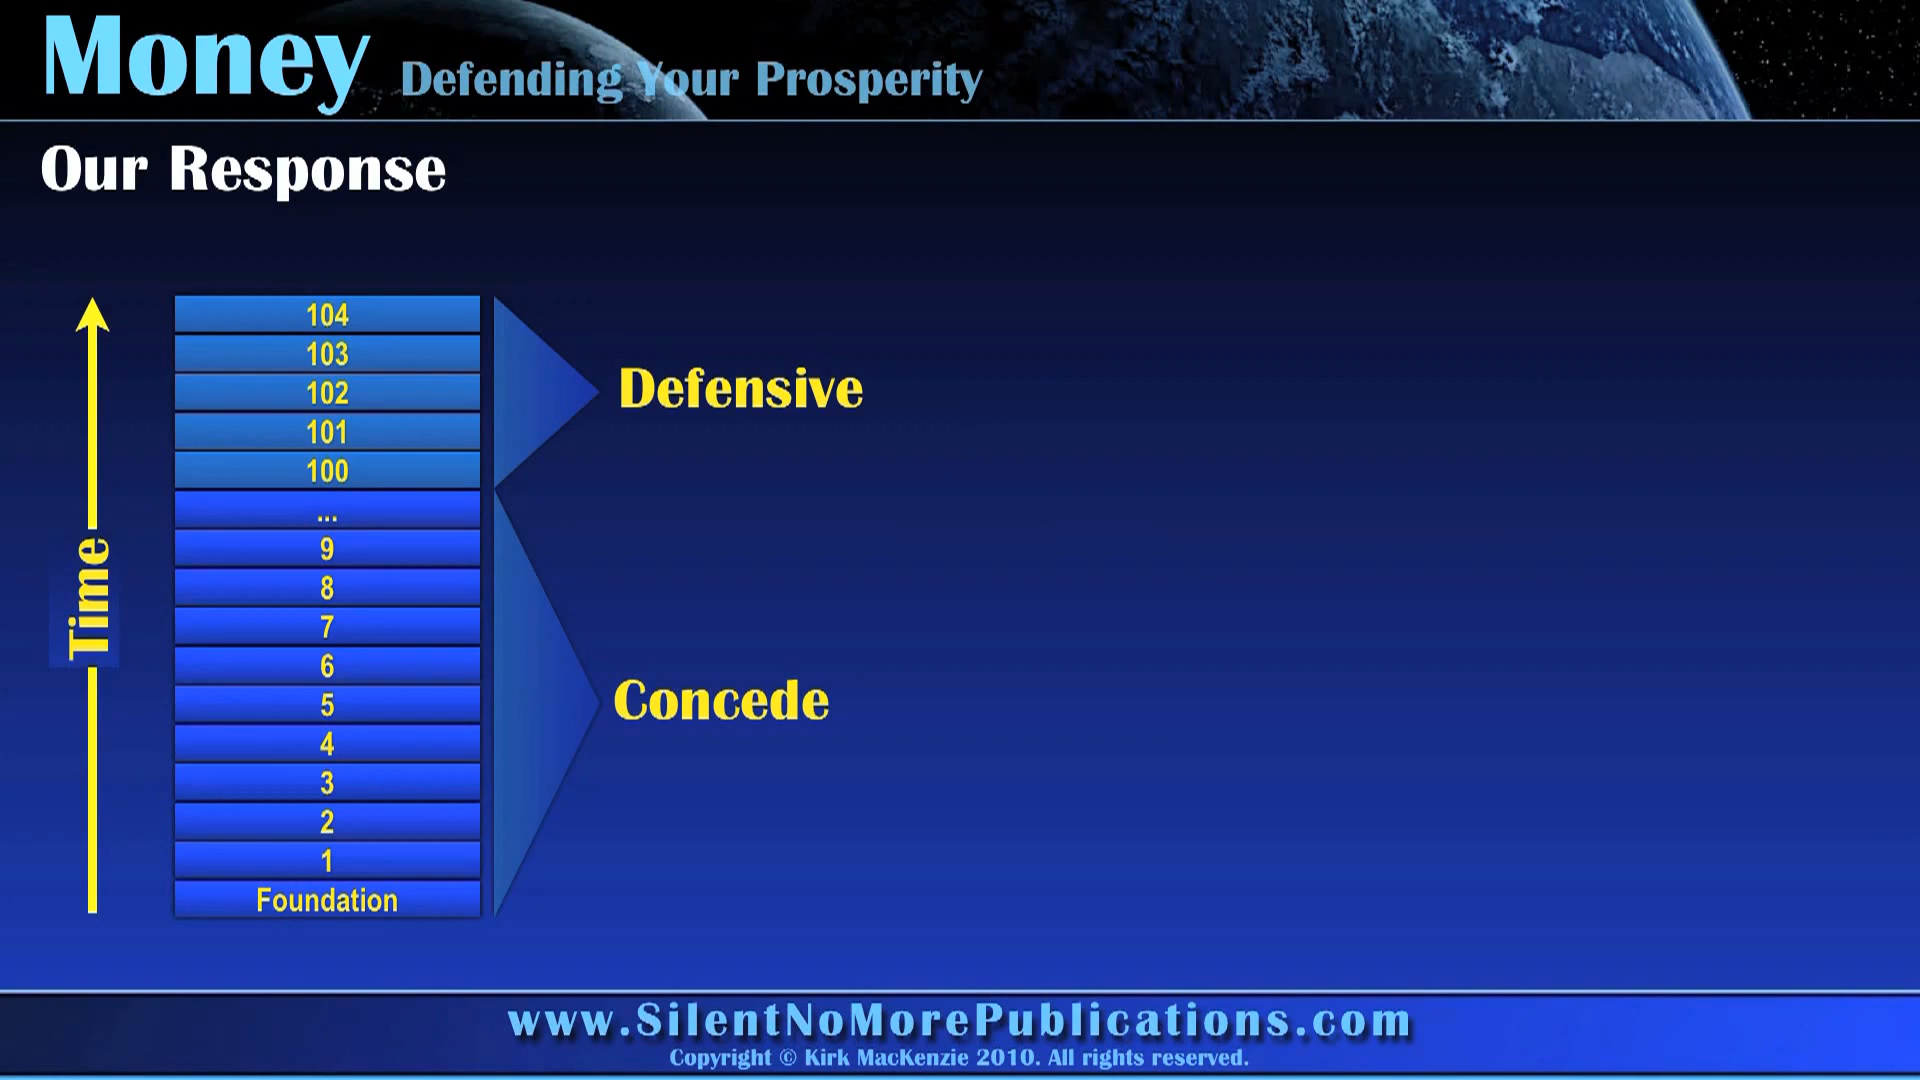 Money Defending Your Prosperity
Our Response
104
103
102
101
100
...
9
8
7
6
5
4
3
2
1
Foundation
Time
Defensive
Concede
www.SilentNoMorePublications.com
Copyright © Kirk MacKenzie 2010. All rights reserved.